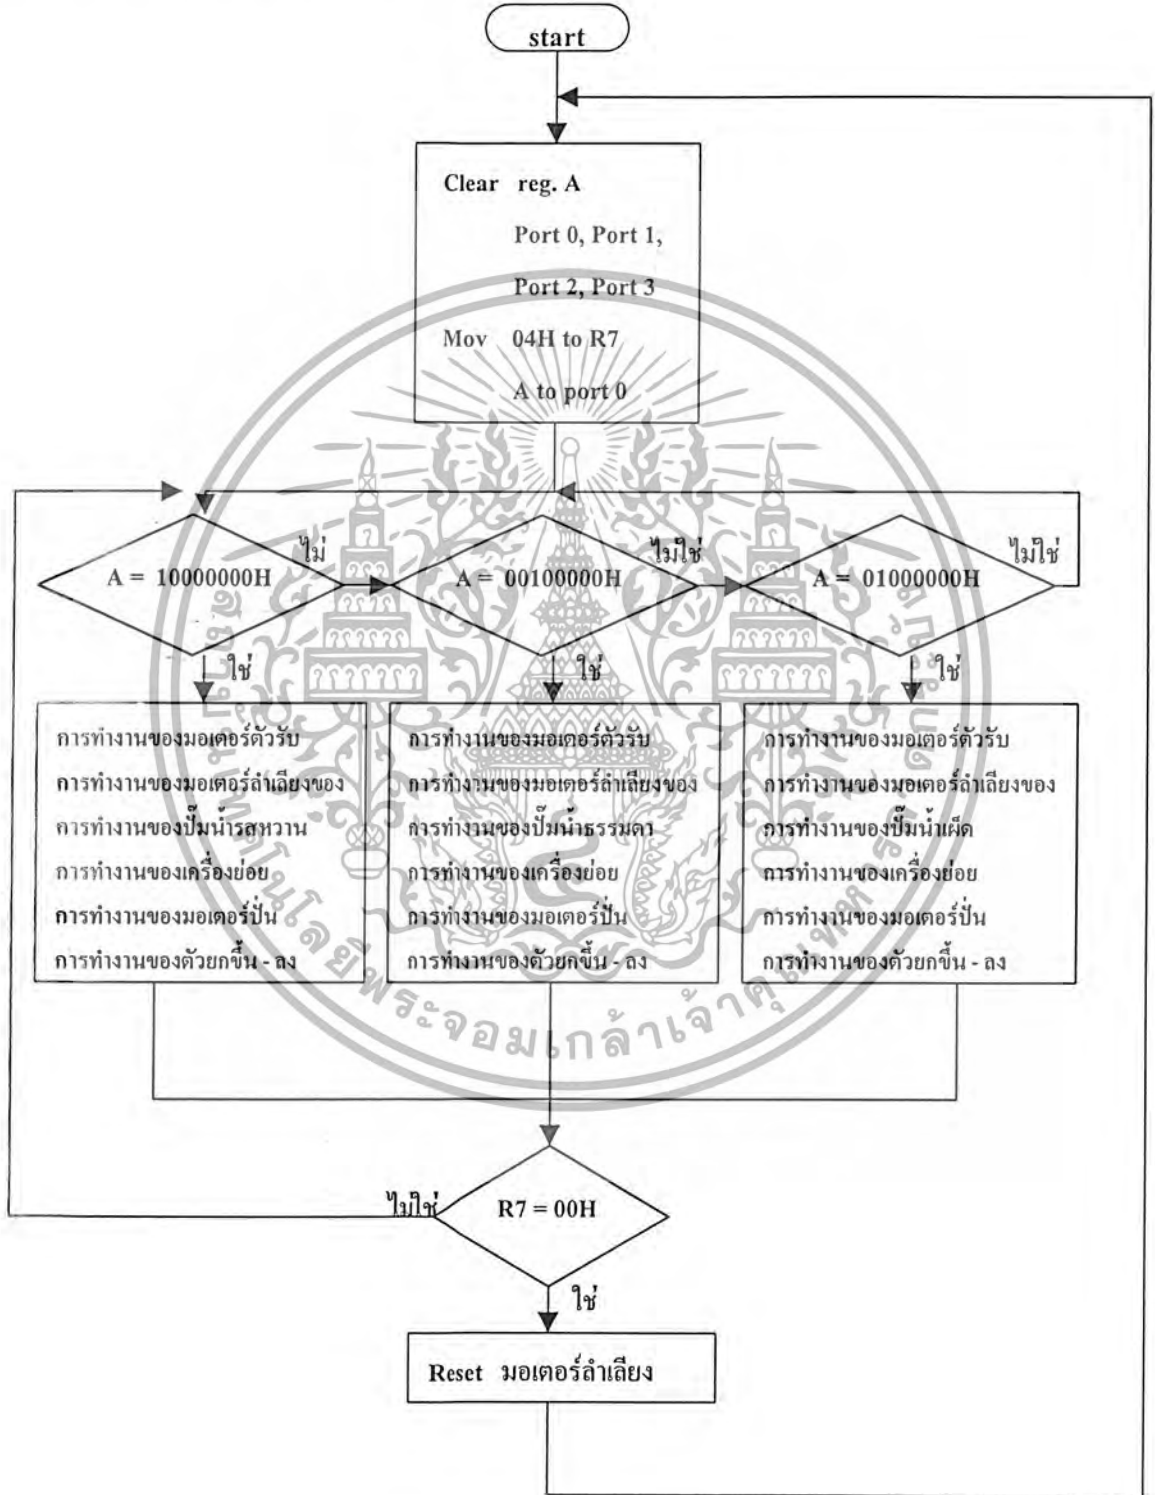 start
Clear reg. A
Port 0, Port 1,
Port 2, Port 3
Mov 04H to R7
A to port 0
A = 10000000H
ไม่
A = 00100000H
ไม่ใช่
A = 01000000H
ไม่ใช่
ใช่
ใช่
ใช่
การทำงานของมอเตอร์ตัวรับ
การทำงานของมอเตอร์ลำเลียงของ
การทำงานของปั๊มน้ำรสหวาน
การทำงานของเครื่องย่อย
การทำงานของมอเตอร์ปั่น
การทำงานของตัวยกขึ้น - ลง
การทำงานของมอเตอร์ตัวรับ
การทำงานของมอเตอร์ลำเลียงของ
การทำงานของปั๊มน้ำธรรมดา
การทำงานของเครื่องย่อย
การทำงานของมอเตอร์ปั่น
การทำงานของตัวยกขึ้น - ลง
การทำงานของมอเตอร์ตัวรับ
การทำงานของมอเตอร์ลำเลียงของ
การทำงานของปั๊มน้ำเผ็ด
การทำงานของเครื่องย่อย
การทำงานของมอเตอร์ปั่น
การทำงานของตัวยกขึ้น - ลง
พระจอมเกล้าเจ้าคุณทหาร
ไม่ใช่
R7 = 00H
ใช่
Reset มอเตอร์ลำเลียง